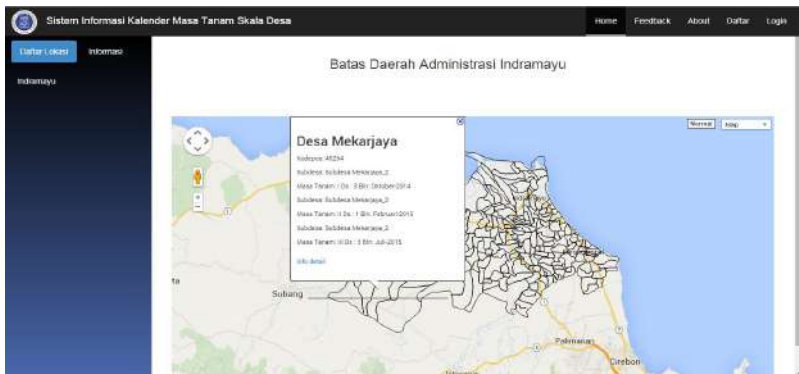 Sistem Informasi Kalender Masa Tanam Skala Desa
Home Feedback About Daftar Login
Daftar Lokasi Informasi
Indramayu
Batas Daerah Administrasi Indramayu
Normal Map
Desa Mekarjaya
Kodepos:
Subdesa: Subdesa Mekarjaya_2
Masa Tanam: I Ds : 3 Bln: Oktober-2014
Subdesa: Subdesa Mekarjaya_2
Masa Tanam: II Ds : 1 Bln: Februari-2015
Subdesa: Subdesa Mekarjaya_2
Masa Tanam: III Ds : 3 Bln: Juli-2015
Info detail
Subang
Palimanan
Cirebon